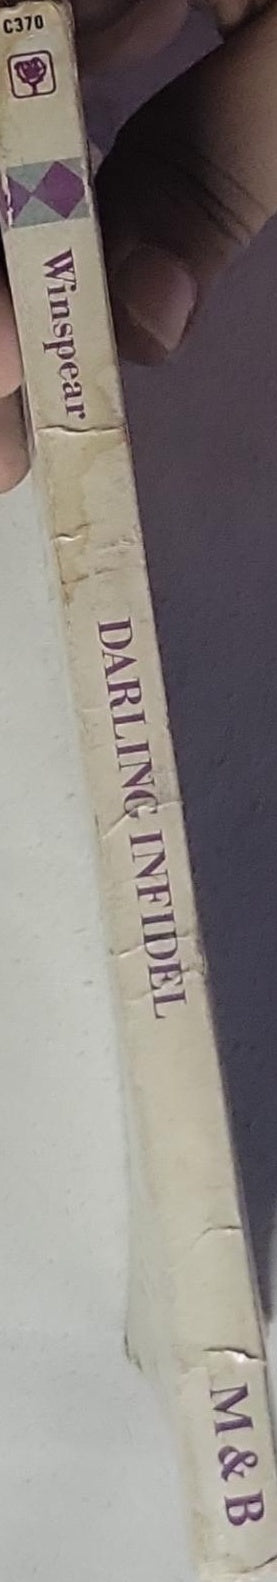 C370
Winspear
DARLING INFIDEL
M & B